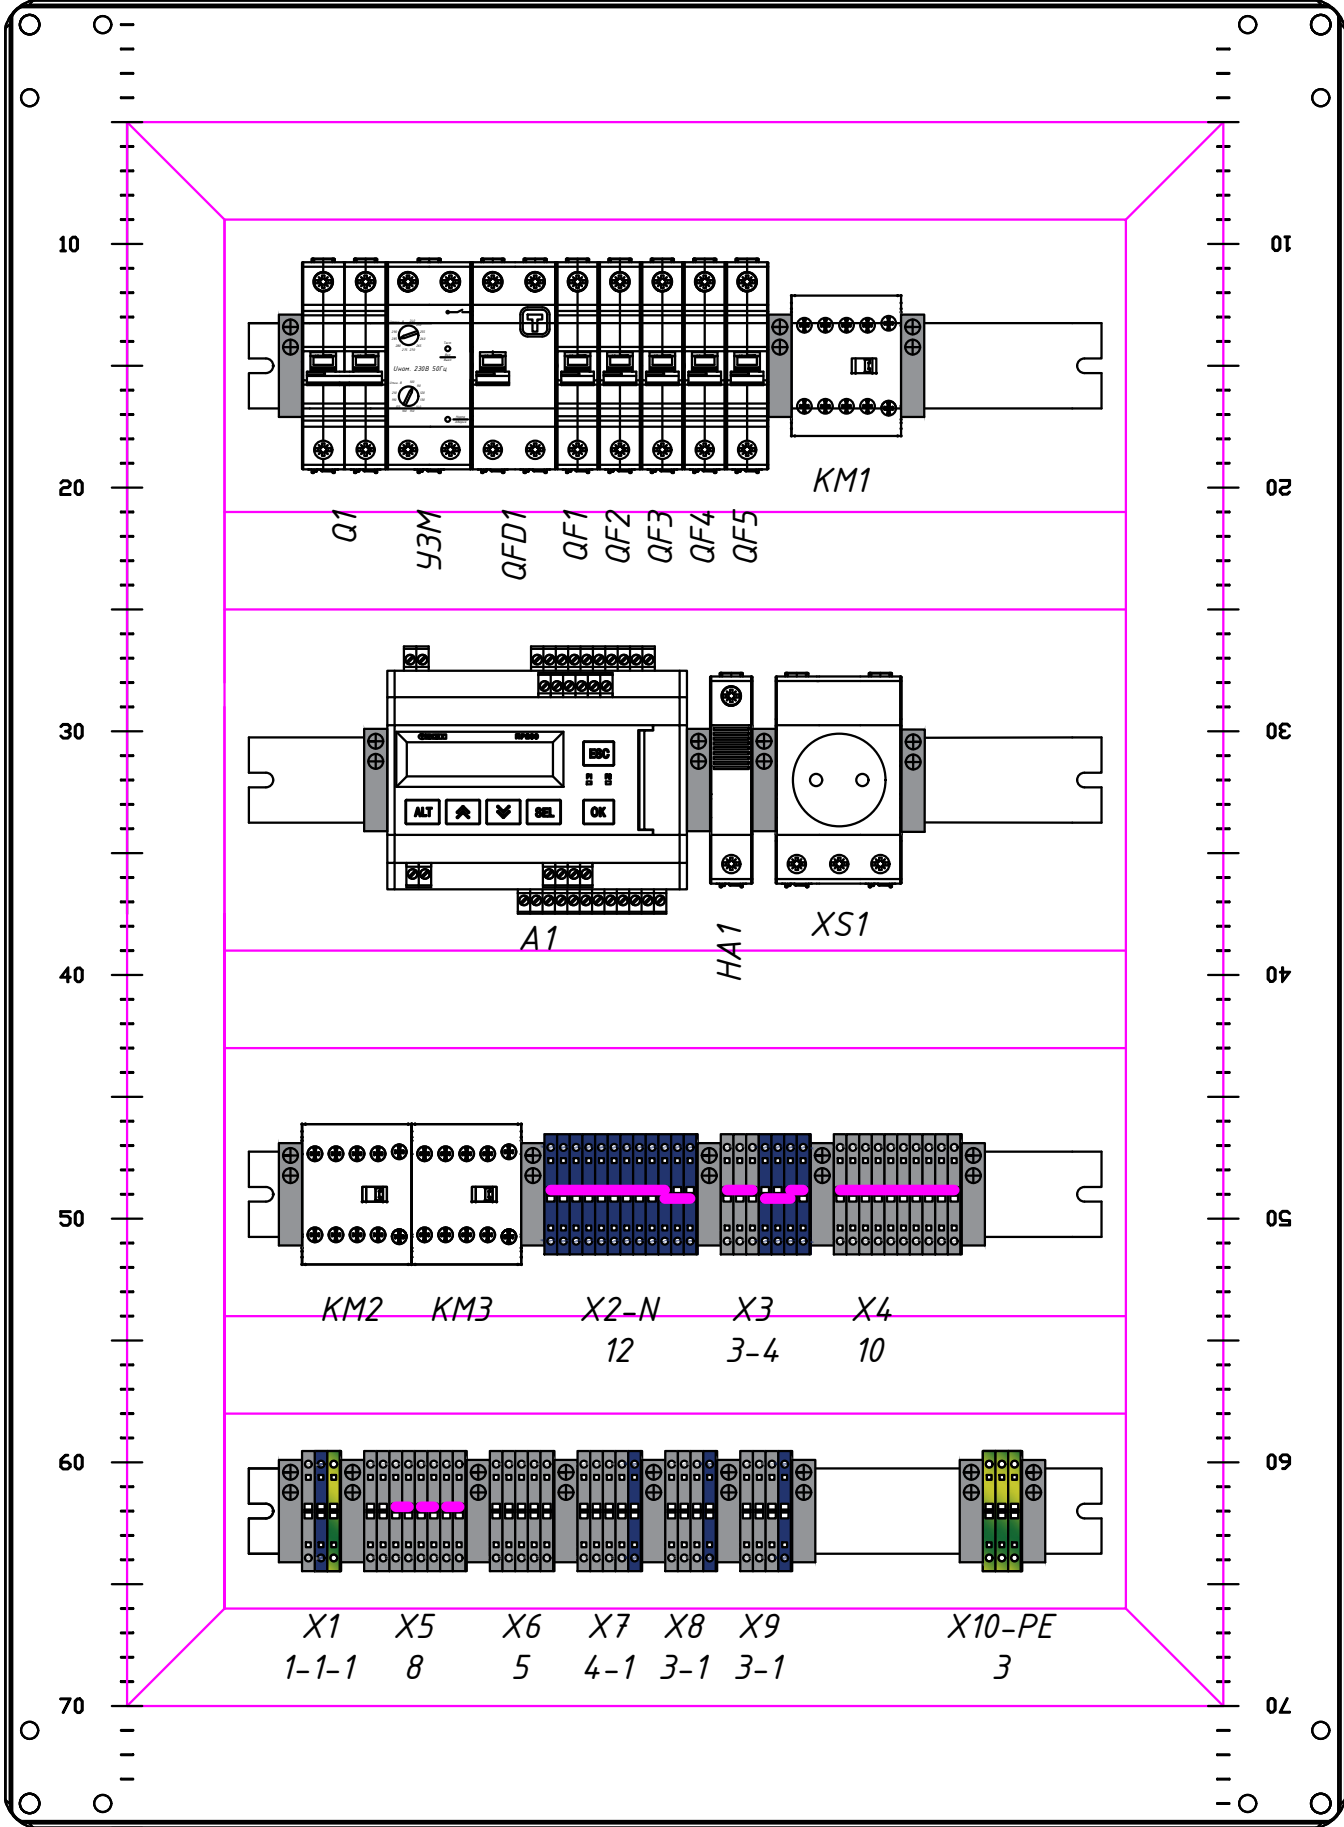 10 10
Uном. 230В 50Гц
20 20
KM1
Q1 УЗМ QFD1 QF1 QF2 QF3 QF4 QF5
30 30
ESC
ALT SEL OK
A1 HA1 XS1
40 40
50 50
KM2 KM3 X2-N X3 X4
12 3-4 10
60 60
X1 X5 X6 X7 X8 X9 X10-PE
1-1-1 8 5 4-1 3-1 3-1 3
70 70